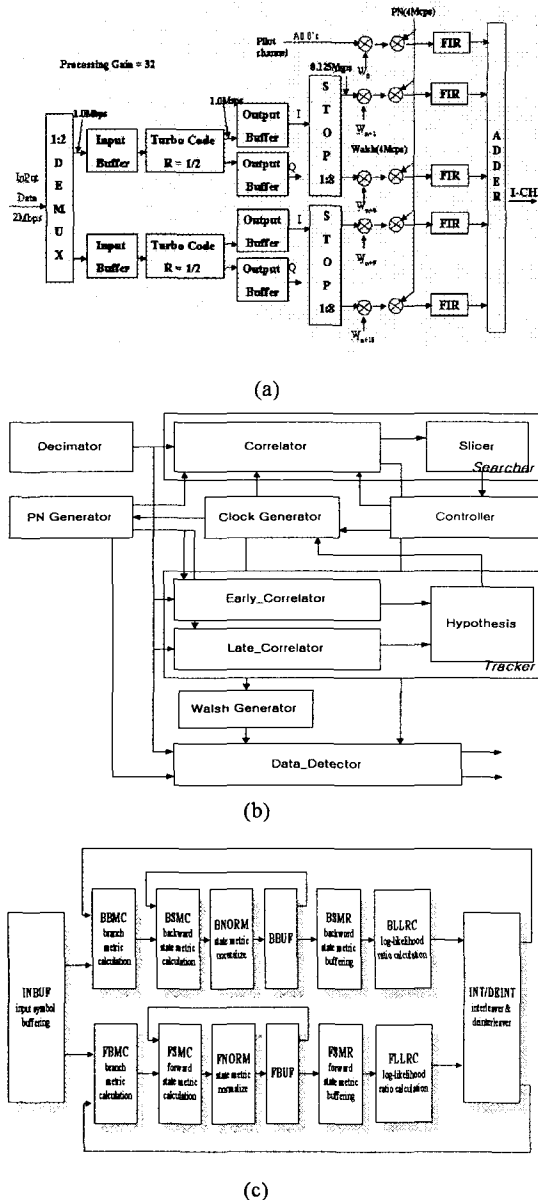 PN(4Mcps)
Pilot channel
All 0's
FIR
Processing Gain = 32
0.125Msps
FIR
1.0Mbps
1.0Msps
Output Buffer
I
S T O P 1:8
W n+1
1:2 D E M U X
Input Buffer
Turbo Code R = 1/2
Output Buffer
Q
Walsh(4Mcps)
FIR
A D D E R
I-CH
Input Data 2Mbps
Output Buffer
I
S T O P 1:8
FIR
Input Buffer
Turbo Code R = 1/2
Output Buffer
Q
FIR
(a)
Decimator
Correlator
Slicer
Searcher
PN Generator
Clock Generator
Controller
Early_Correlator
Hypothesis
Late_Correlator
Tracker
Walsh Generator
Data_Detector
(b)
INBUF
input symbol
buffering
BBMC
branch
metric
calculation
BSMC
backward
state metric
calculation
BNORM
state metric
normalize
BBUF
BSMR
backward
state metric
buffering
BLLRC
log-likelihood
ratio calculation
INT/DEINT
interleaver &
deinterleaver
FBMC
branch
metric
calculation
FSMC
forward
state metric
calculation
FNORM
state metric
normalize
FBUF
FSMR
forward
state metric
buffering
FLLRC
log-likelihood
ratio calculation
(c)